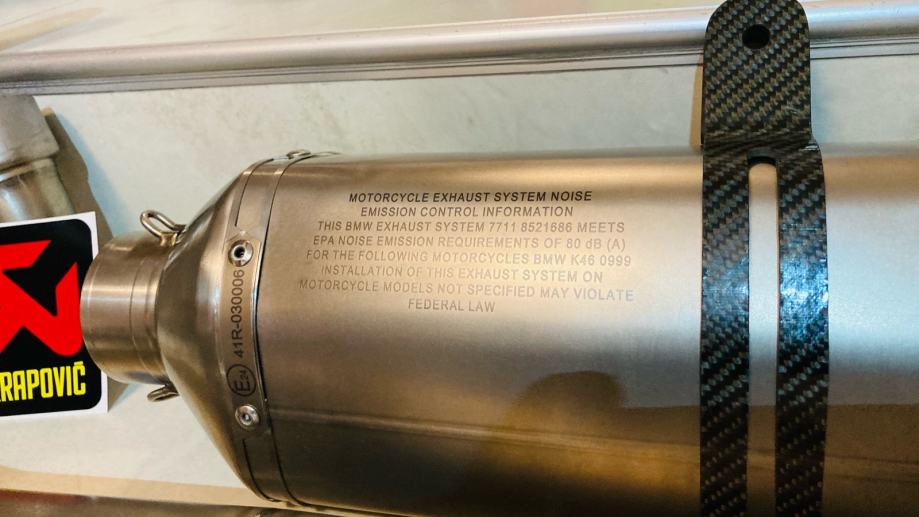 MOTORCYCLE EXHAUST SYSTEM NOISE
EMISSION CONTROL INFORMATION
THIS BMW EXHAUST SYSTEM 7711 8521686 MEETS
EPA NOISE EMISSION REQUIREMENTS OF 80 dB (A)
FOR THE FOLLOWING MOTORCYCLES BMW K46 0999
INSTALLATION OF THIS EXHAUST SYSTEM ON
MOTORCYCLE MODELS NOT SPECIFIED MAY VIOLATE
FEDERAL LAW
E24 41R-030006
RAPOVIČ